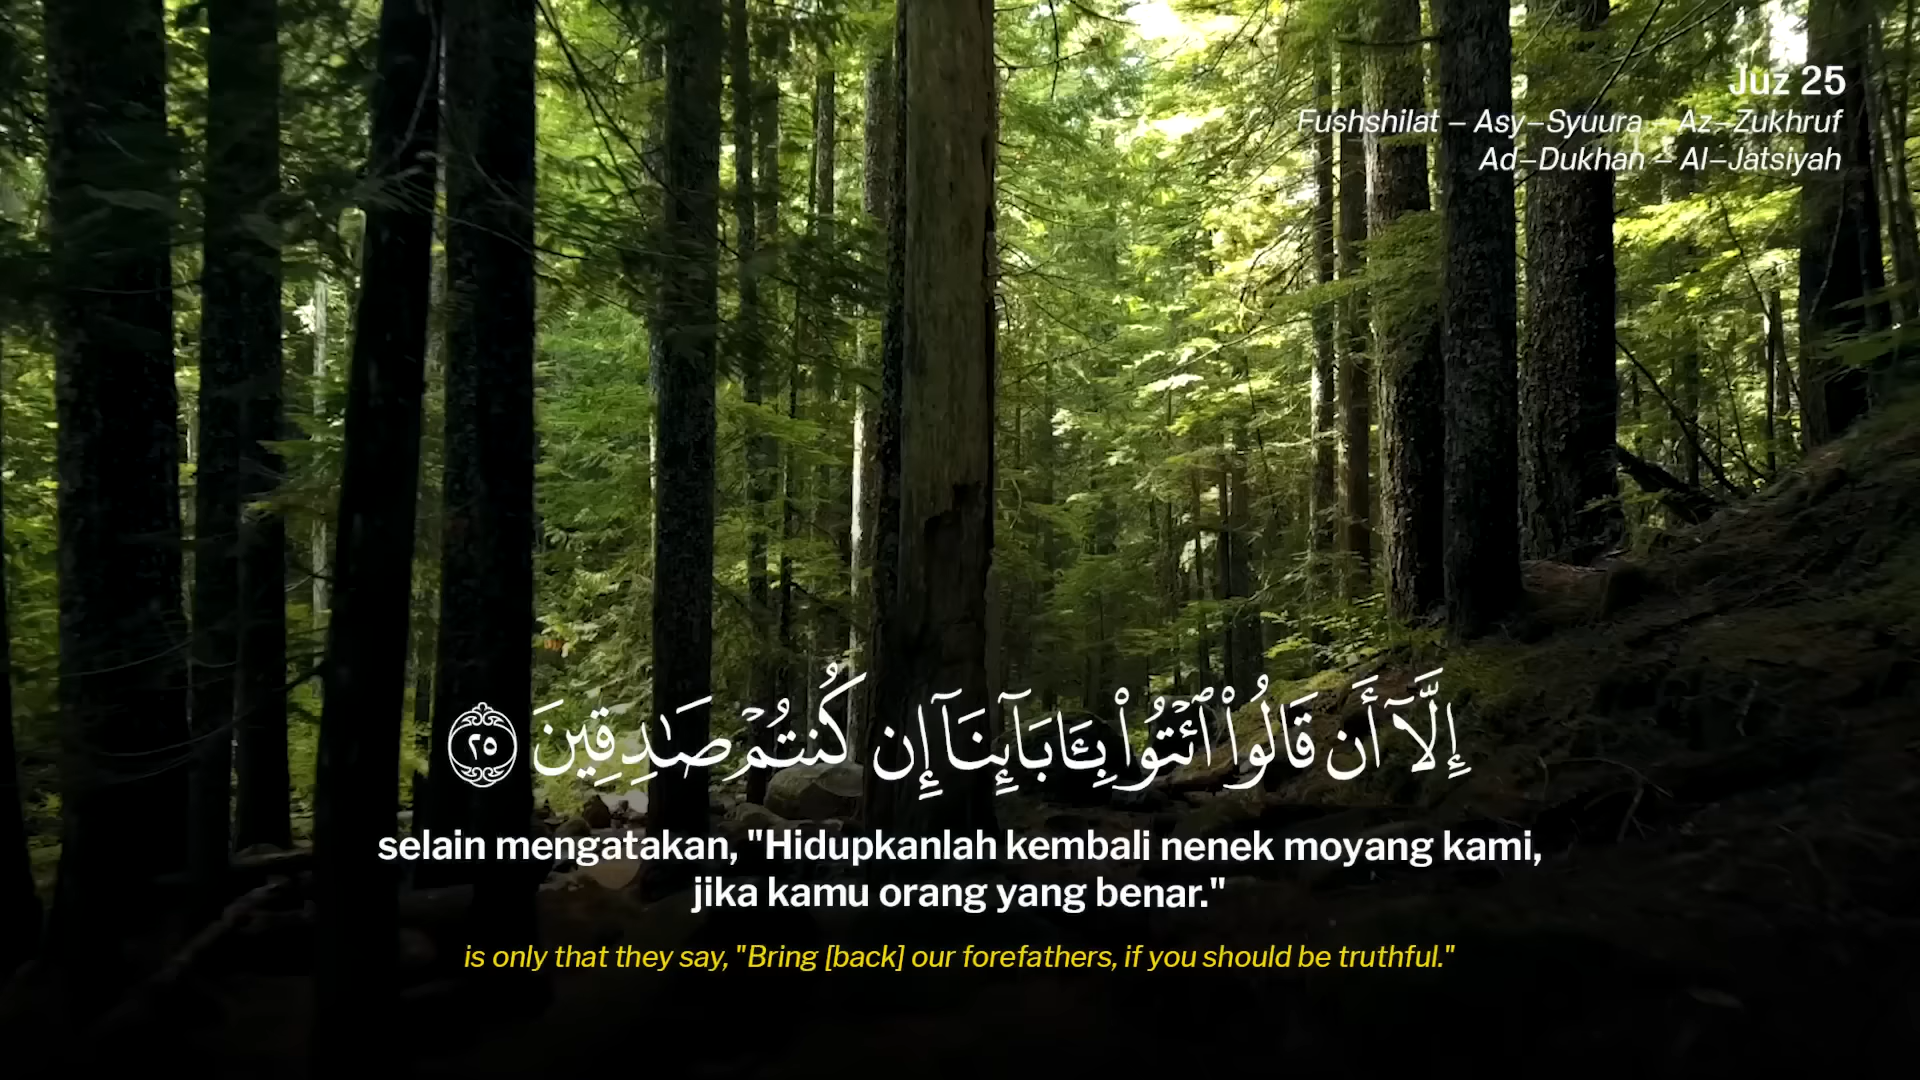 Juz 25
Fushshilat – Asy–Syuura – Az–Zukhruf
Ad–Dukhan – Al–Jatsiyah
إِلَّآ أَن قَالُوا۟ ٱئْتُوا۟ بِـَٔابَآئِنَآ إِن كُنتُمْ صَـٰدِقِينَ ٢٥
selain mengatakan, "Hidupkanlah kembali nenek moyang kami,
jika kamu orang yang benar."
is only that they say, "Bring [back] our forefathers, if you should be truthful."